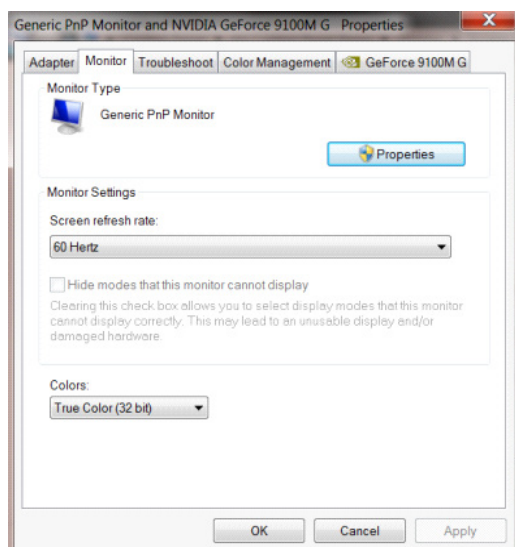 Generic PnP Monitor and NVIDIA GeForce 9100M G Properties
Adapter Monitor Troubleshoot Color Management GeForce 9100M G
Monitor Type
Generic PnP Monitor
Properties
Monitor Settings
Screen refresh rate:
60 Hertz
Hide modes that this monitor cannot display
Clearing this check box allows you to select display modes that this monitor
cannot display correctly. This may lead to an unusable display and/or
damaged hardware.
Colors:
True Color (32 bit)
OK Cancel Apply